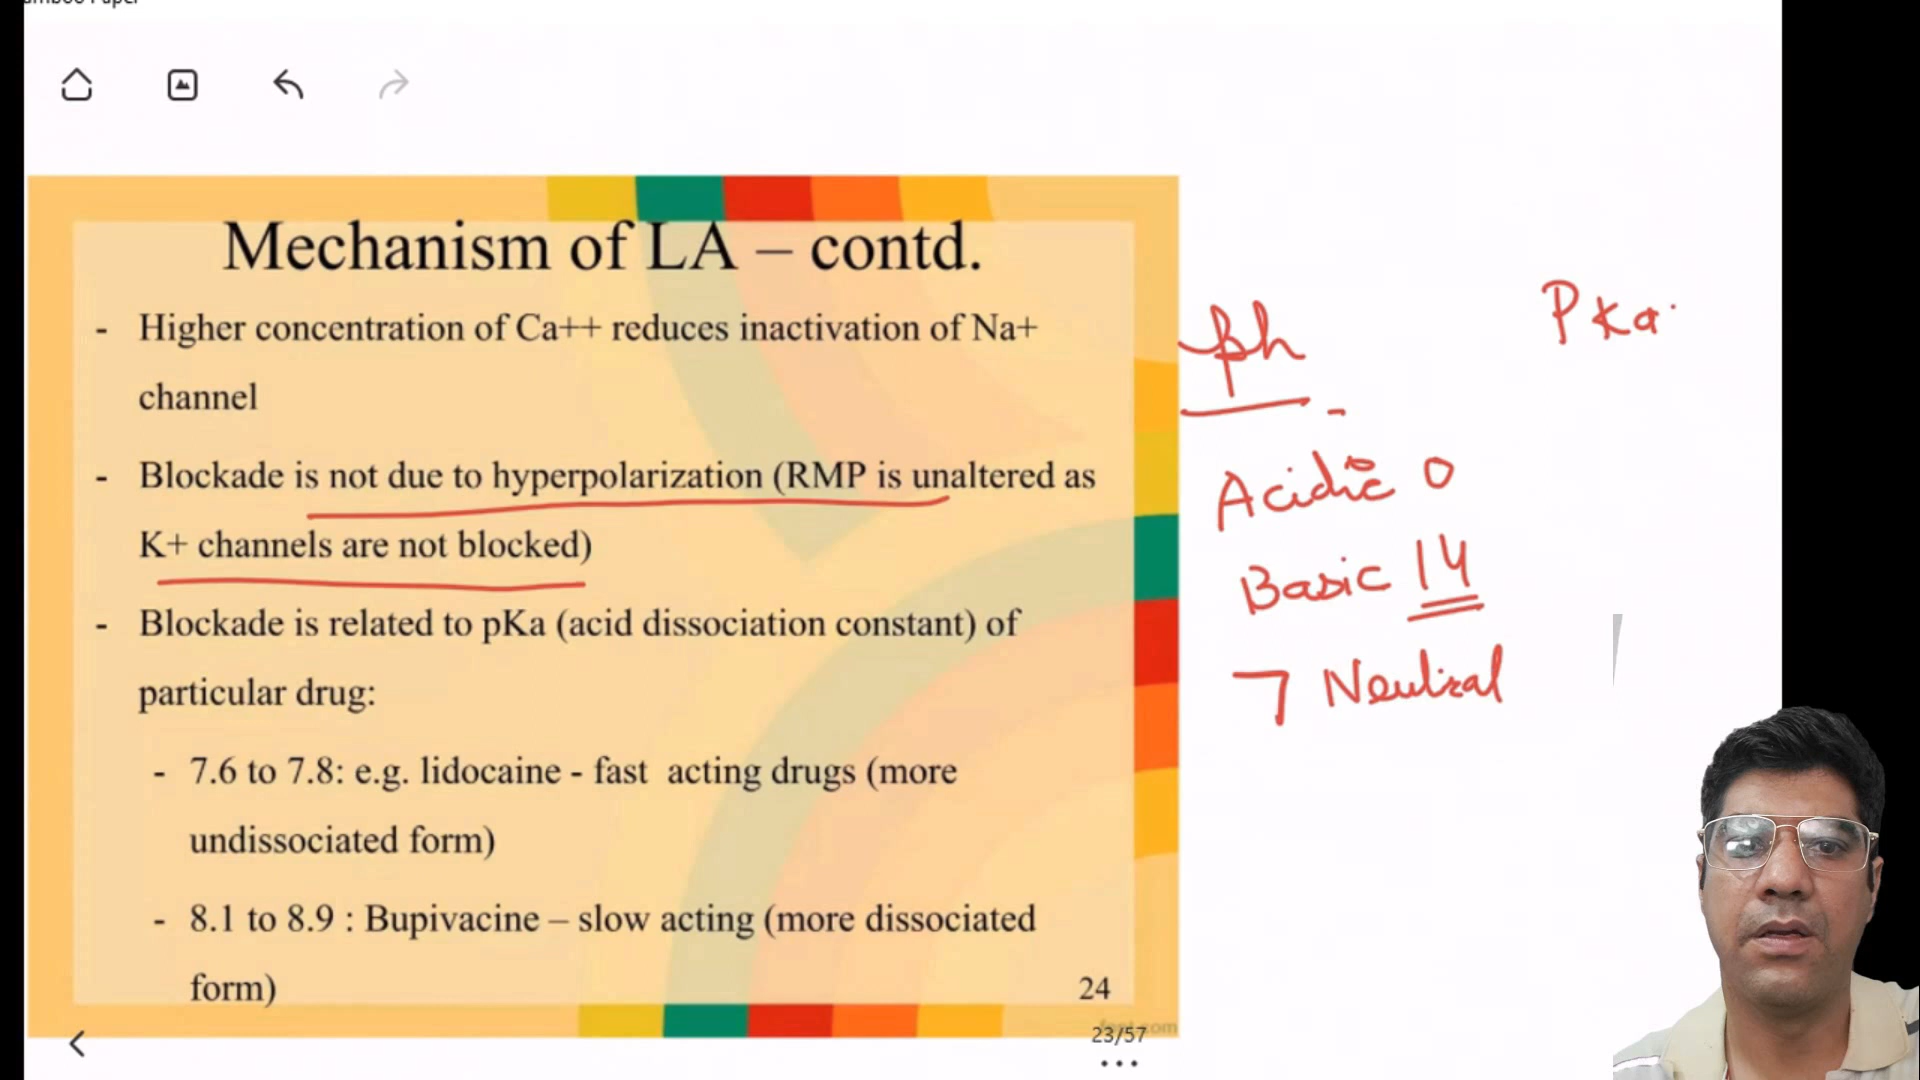 Mechanism of LA – contd.
- Higher concentration of Ca++ reduces inactivation of Na+
channel
- Blockade is not due to hyperpolarization (RMP is unaltered as
K+ channels are not blocked)
- Blockade is related to pKa (acid dissociation constant) of
particular drug:
- 7.6 to 7.8: e.g. lidocaine - fast acting drugs (more
undissociated form)
- 8.1 to 8.9 : Bupivacine – slow acting (more dissociated
form)
24
23/57
ph
PKa
Acidic 0
Basic 14
7 Neutral